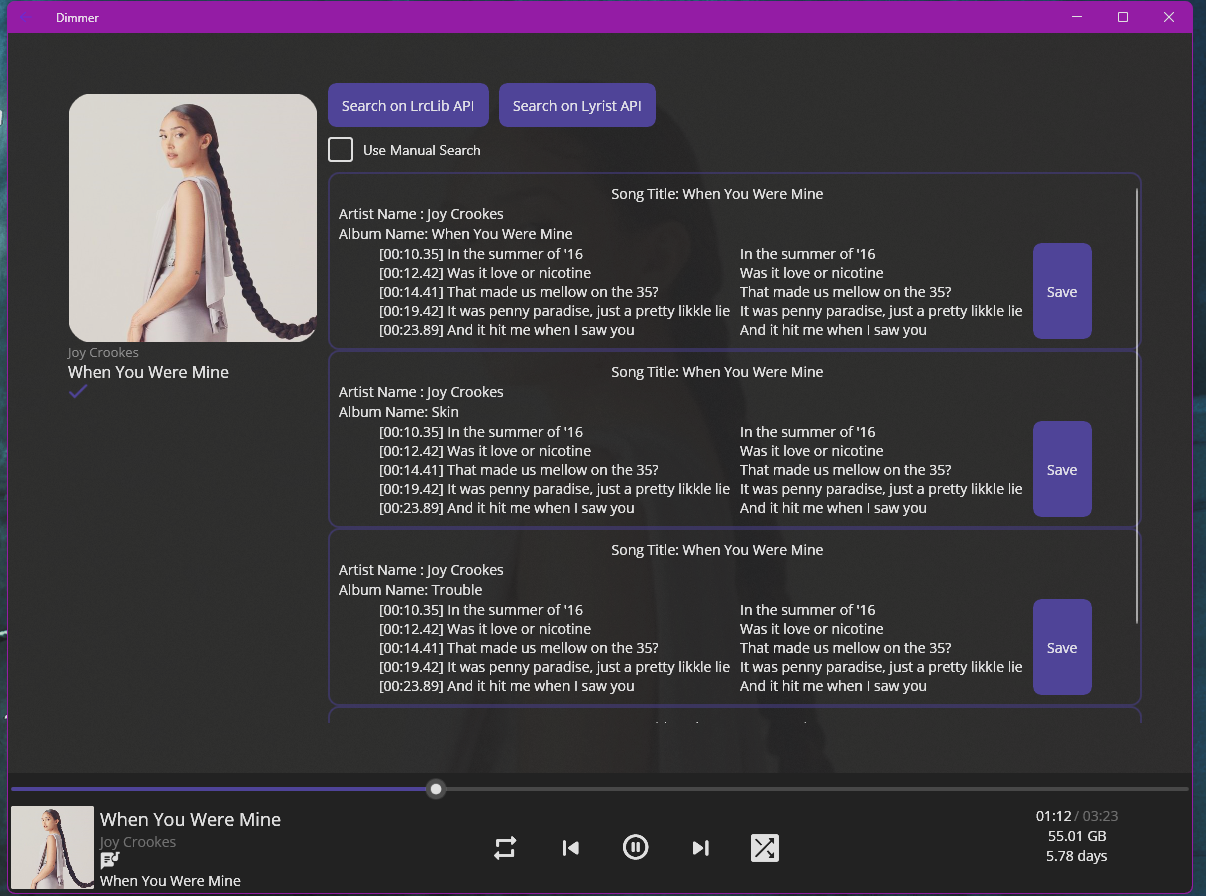 Dimmer
Search on LrcLib API
Search on Lyrist API
Use Manual Search
Joy Crookes
When You Were Mine
Song Title: When You Were Mine
Artist Name : Joy Crookes
Album Name: When You Were Mine
[00:10.35] In the summer of '16
[00:12.42] Was it love or nicotine
[00:14.41] That made us mellow on the 35?
[00:19.42] It was penny paradise, just a pretty likkle lie
[00:23.89] And it hit me when I saw you
In the summer of '16
Was it love or nicotine
That made us mellow on the 35?
It was penny paradise, just a pretty likkle lie
And it hit me when I saw you
Save
Song Title: When You Were Mine
Artist Name : Joy Crookes
Album Name: Skin
[00:10.35] In the summer of '16
[00:12.42] Was it love or nicotine
[00:14.41] That made us mellow on the 35?
[00:19.42] It was penny paradise, just a pretty likkle lie
[00:23.89] And it hit me when I saw you
In the summer of '16
Was it love or nicotine
That made us mellow on the 35?
It was penny paradise, just a pretty likkle lie
And it hit me when I saw you
Save
Song Title: When You Were Mine
Artist Name : Joy Crookes
Album Name: Trouble
[00:10.35] In the summer of '16
[00:12.42] Was it love or nicotine
[00:14.41] That made us mellow on the 35?
[00:19.42] It was penny paradise, just a pretty likkle lie
[00:23.89] And it hit me when I saw you
In the summer of '16
Was it love or nicotine
That made us mellow on the 35?
It was penny paradise, just a pretty likkle lie
And it hit me when I saw you
Save
When You Were Mine
Joy Crookes
When You Were Mine
01:12 / 03:23
55.01 GB
5.78 days